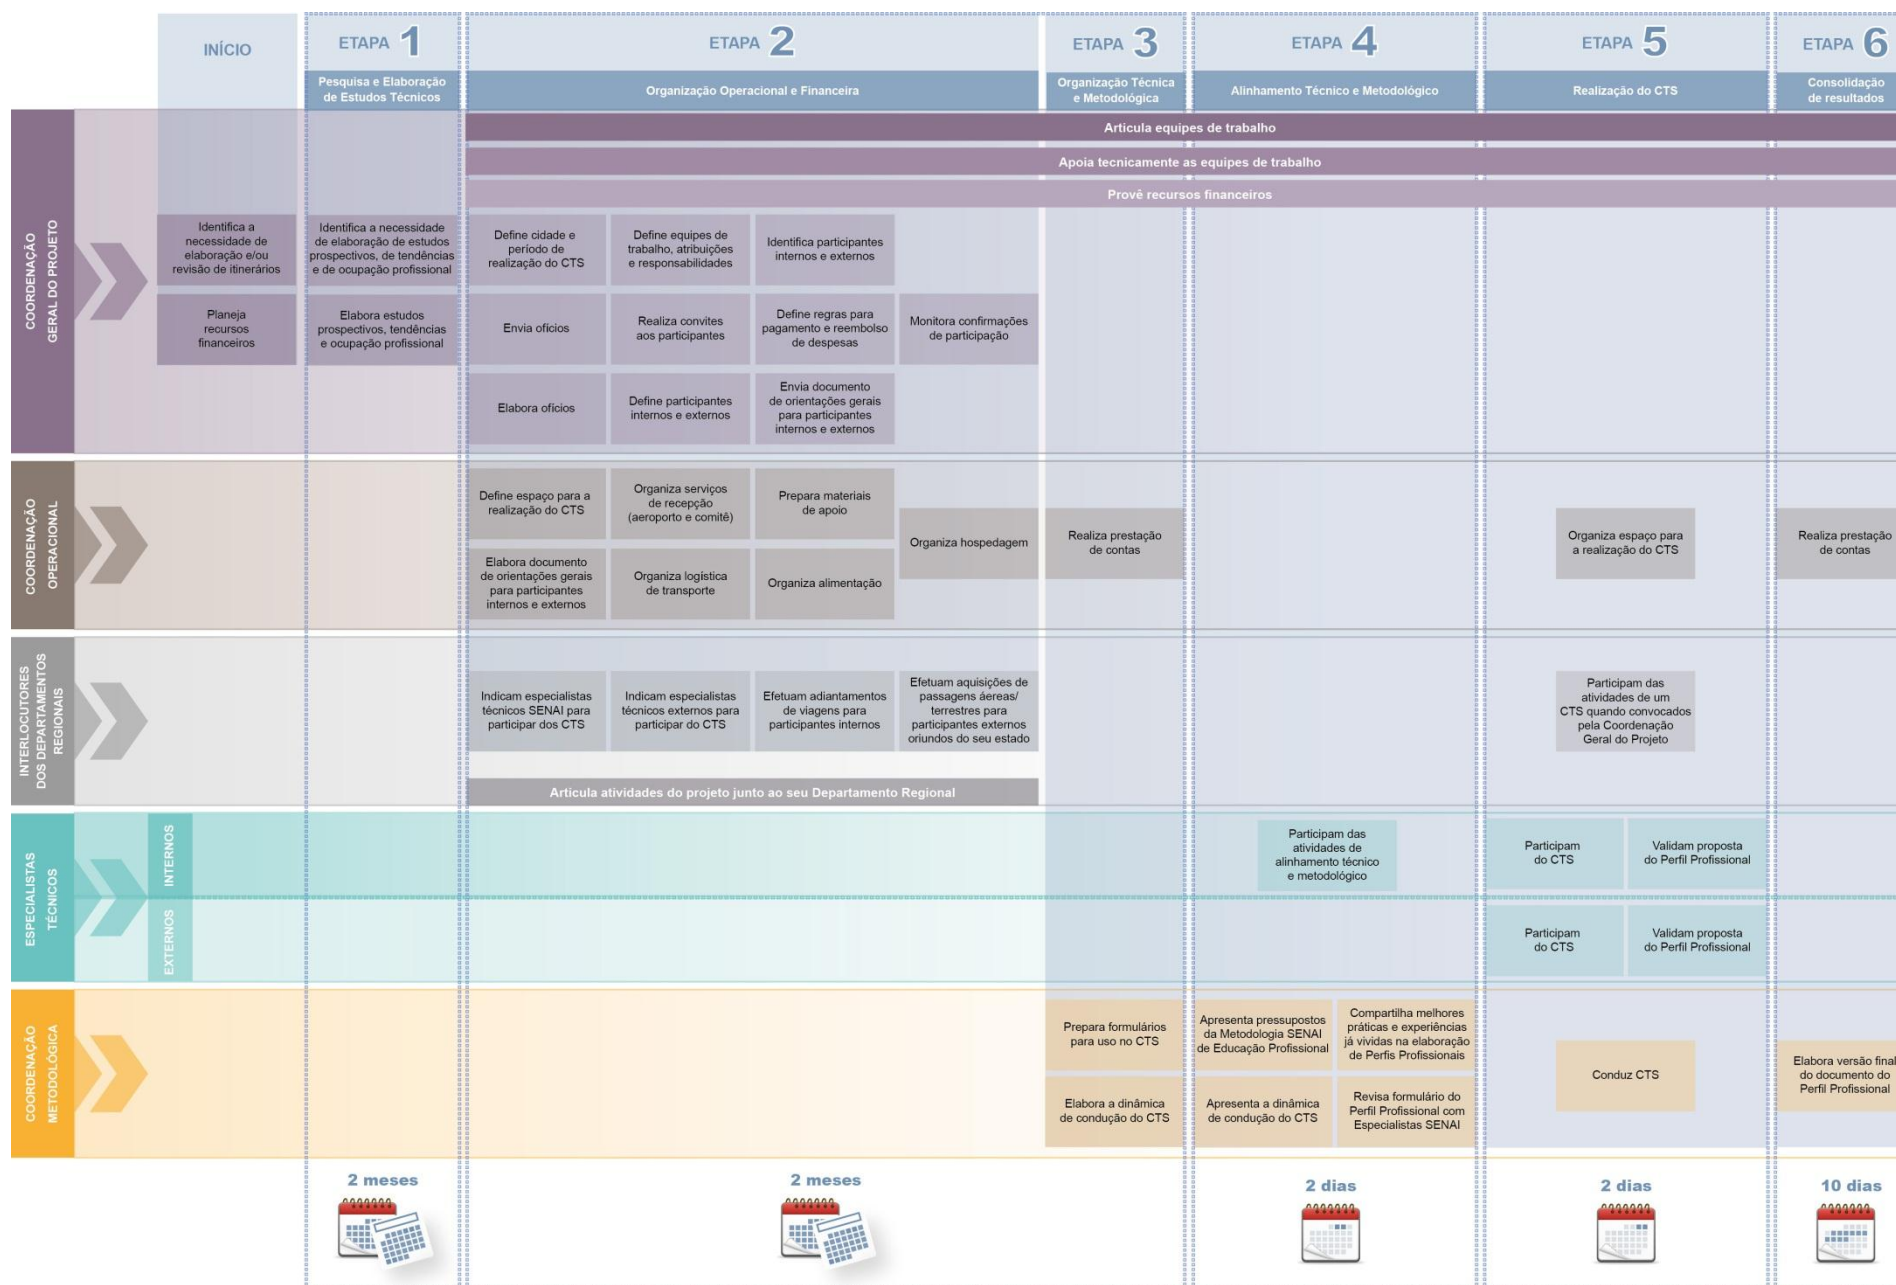 INÍCIO
ETAPA 1
ETAPA 2
ETAPA 3
ETAPA 4
ETAPA 5
ETAPA 6
Pesquisa e Elaboração
de Estudos Técnicos
Organização Operacional e Financeira
Organização Técnica
e Metodológica
Alinhamento Técnico e Metodológico
Realização do CTS
Consolidação
de resultados
COORDENAÇÃO
GERAL DO PROJETO
Articula equipes de trabalho
Apoia tecnicamente as equipes de trabalho
Provê recursos financeiros
Identifica a
necessidade de
elaboração e/ou
revisão de itinerários
Identifica a necessidade
de elaboração de estudos
prospectivos, de tendências
e de ocupação profissional
Define cidade e
período de
realização do CTS
Define equipes de
trabalho, atribuições
e responsabilidades
Identifica participantes
internos e externos
Planeja
recursos
financeiros
Elabora estudos
prospectivos, tendências
e ocupação profissional
Envia ofícios
Realiza convites
aos participantes
Define regras para
pagamento e reembolso
de despesas
Monitora confirmações
de participação
Elabora ofícios
Define participantes
internos e externos
Envia documento
de orientações gerais
para participantes
internos e externos
COORDENAÇÃO
OPERACIONAL
Define espaço para a
realização do CTS
Organiza serviços
de recepção
(aeroporto e comitê)
Prepara materiais
de apoio
Organiza hospedagem
Realiza prestação
de contas
Organiza espaço para
a realização do CTS
Realiza prestação
de contas
Elabora documento
de orientações gerais
para participantes
internos e externos
Organiza logística
de transporte
Organiza alimentação
INTERLOCUTORES
DOS DEPARTAMENTOS
REGIONAIS
Indicam especialistas
técnicos SENAI para
participar dos CTS
Indicam especialistas
técnicos externos para
participar do CTS
Efetuam adiantamentos
de viagens para
participantes internos
Efetuam aquisições de
passagens áereas/
terrestres para
participantes externos
oriundos do seu estado
Participam das
atividades de um
CTS quando convocados
pela Coordenação
Geral do Projeto
Articula atividades do projeto junto ao seu Departamento Regional
ESPECIALISTAS
TÉCNICOS
INTERNOS
Participam das
atividades de
alinhamento técnico
e metodológico
Participam
do CTS
Validam proposta
do Perfil Profissional
EXTERNOS
Participam
do CTS
Validam proposta
do Perfil Profissional
COORDENAÇÃO
METODOLÓGICA
Prepara formulários
para uso no CTS
Apresenta pressupostos
da Metodologia SENAI
de Educação Profissional
Compartilha melhores
práticas e experiências
já vividas na elaboração
de Perfis Profissionais
Conduz CTS
Elabora versão final
do documento do
Perfil Profissional
Elabora a dinâmica
de condução do CTS
Apresenta a dinâmica
de condução do CTS
Revisa formulário do
Perfil Profissional com
Especialistas SENAI
2 meses
2 meses
2 dias
2 dias
10 dias